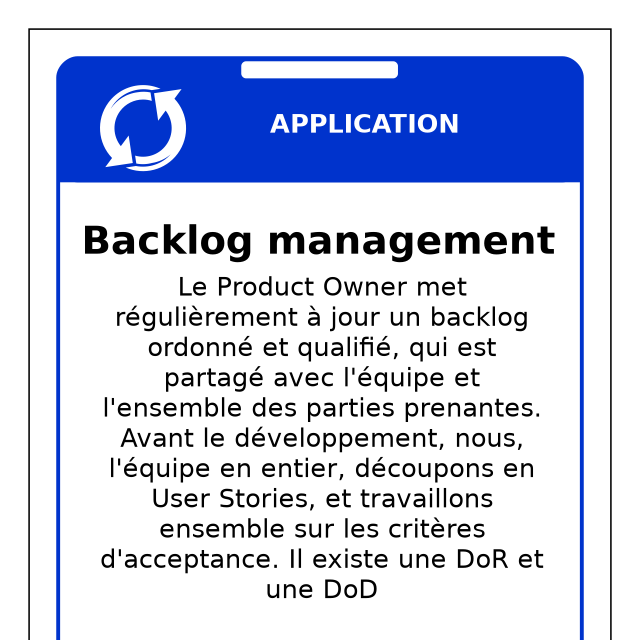 APPLICATION
Backlog management
Le Product Owner met
régulièrement à jour un backlog
ordonné et qualifié, qui est
partagé avec l'équipe et
l'ensemble des parties prenantes.
Avant le développement, nous,
l'équipe en entier, découpons en
User Stories, et travaillons
ensemble sur les critères
d'acceptance. Il existe une DoR et
une DoD